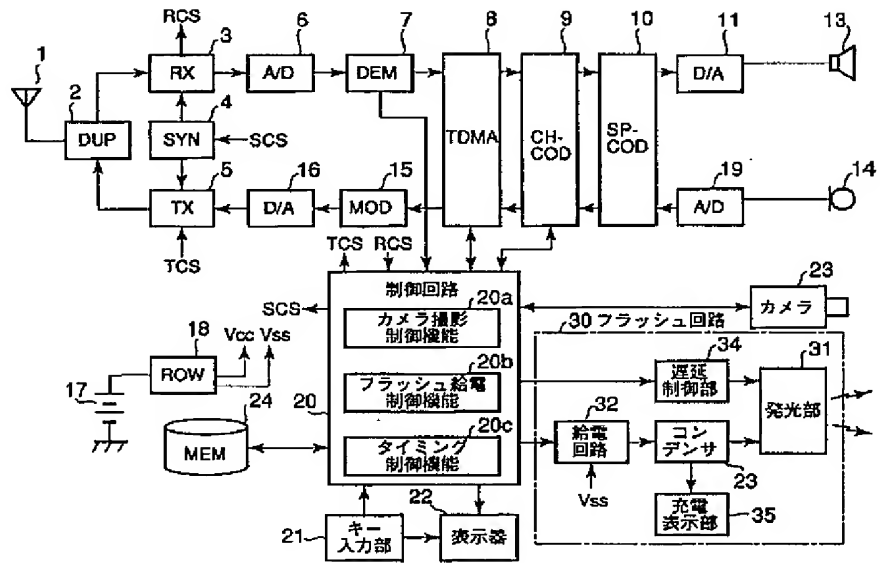 RCS
1
2
DUP
3
RX
4
SYN
SCS
5
TX
TCS
6
A/D
7
DEM
8
TDMA
9
CH-
COD
10
SP-
COD
11
D/A
13
16
D/A
15
MOD
19
A/D
14
TCS
RCS
SCS
制御回路
20a
カメラ撮影
制御機能
20b
フラッシュ給電
制御機能
20c
タイミング
制御機能
20
23
カメラ
18
ROW
Vcc
Vss
17
24
MEM
30 フラッシュ回路
34
遅延
制御部
31
発光部
32
給電
回路
Vss
コン
デンサ
23
充電
表示部
35
21
キー
入力部
22
表示器